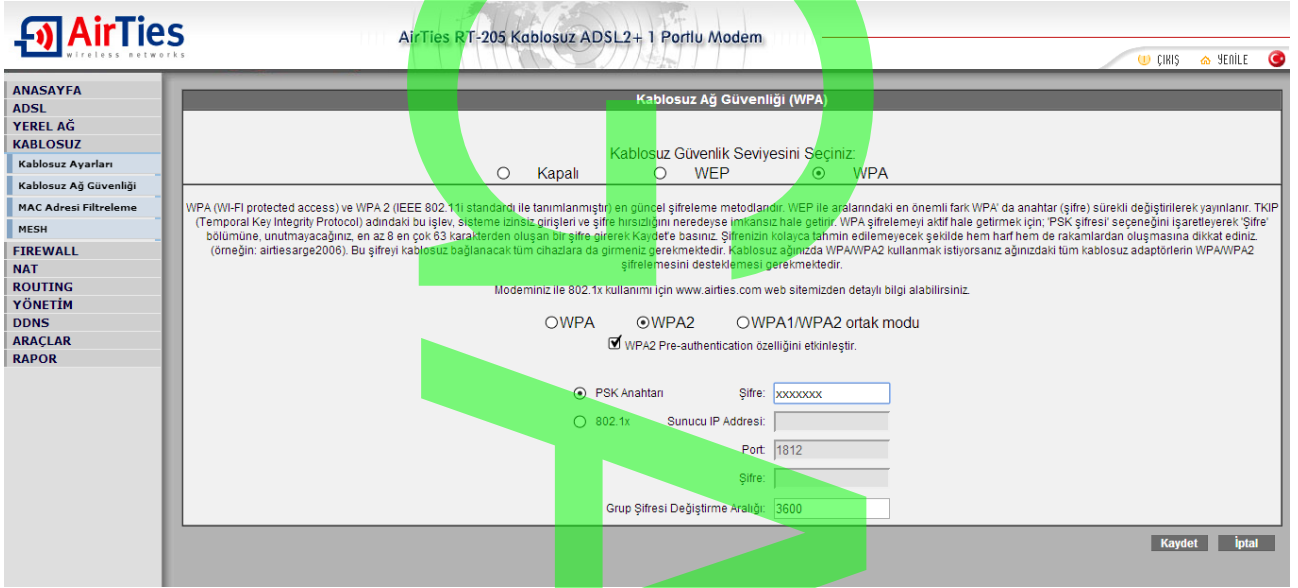 AirTies
wireless networks
AirTies RT-205 Kablosuz ADSL2+ 1 Portlu Modem
ÇIKIŞ YENİLE
ANASAYFA
ADSL
YEREL AĞ
KABLOSUZ
Kablosuz Ayarları
Kablosuz Ağ Güvenliği
MAC Adresi Filtreleme
MESH
FIREWALL
NAT
ROUTING
YÖNETİM
DDNS
ARAÇLAR
RAPOR
Kablosuz Ağ Güvenliği (WPA)
Kablosuz Güvenlik Seviyesini Seçiniz:
Kapalı WEP WPA
WPA (WI-FI protected access) ve WPA 2 (IEEE 802.11i standardı ile tanımlanmıştır) en güncel şifreleme metodlarıdır. WEP ile aralarındaki en önemli fark WPA' da anahtar (şifre) sürekli değiştirilerek yayınlanır. TKIP
(Temporal Key Integrity Protocol) adındaki bu işlev, sisteme izinsiz girişleri ve şifre hırsızlığını neredeyse imkansız hale getirir. WPA şifrelemeyi aktif hale getirmek için; 'PSK şifresi' seçeneğini işaretleyerek 'Şifre'
bölümüne, unutmayacağınız, en az 8 en çok 63 karakterden oluşan bir şifre girerek Kaydet'e basınız. Şifrenizin kolayca tahmin edilemeyecek şekilde hem harf hem de rakamlardan oluşmasına dikkat ediniz.
(örneğin: airtiesarge2006). Bu şifreyi kablosuz bağlanacak tüm cihazlara da girmeniz gerekmektedir. Kablosuz ağınızda WPA/WPA2 kullanmak istiyorsanız ağınızdaki tüm kablosuz adaptörlerin WPA/WPA2
şifrelemesini desteklemesi gerekmektedir.
Modeminiz ile 802.1x kullanımı için www.airties.com web sitemizden detaylı bilgi alabilirsiniz.
WPA WPA2 WPA1/WPA2 ortak modu
WPA2 Pre-authentication özelliğini etkinleştir.
PSK Anahtarı Şifre: xxxxxxx
802.1x Sunucu IP Addresi:
Port: 1812
Şifre:
Grup Şifresi Değiştirme Aralığı: 3600
Kaydet İptal